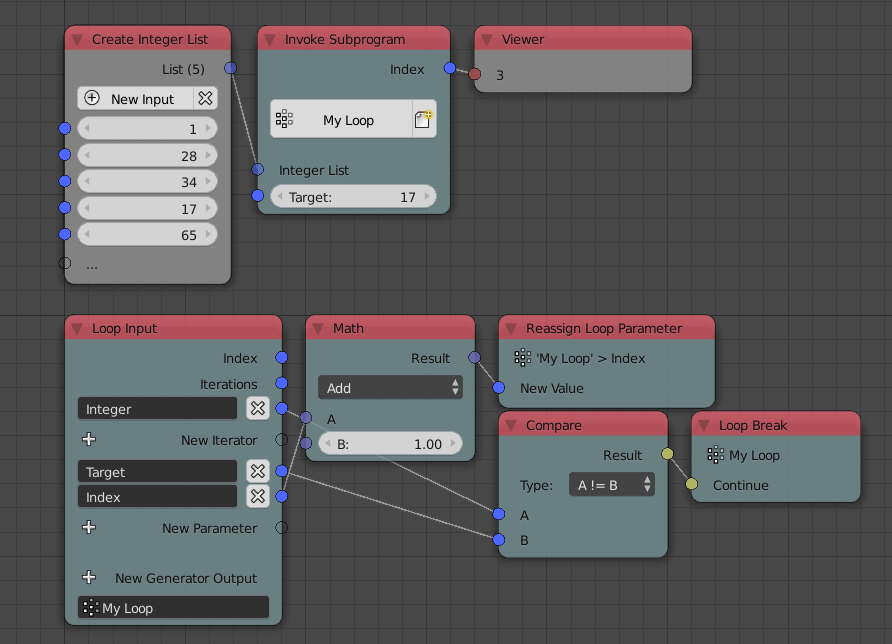 Create Integer List
List (5)
New Input
1
28
34
17
65
...
Invoke Subprogram
Index
My Loop
Integer List
Target: 17
Viewer
3
Loop Input
Index
Iterations
Integer
New Iterator
Target
Index
New Parameter
New Generator Output
My Loop
Math
Result
Add
A
B: 1.00
Reassign Loop Parameter
'My Loop' > Index
New Value
Compare
Result
Type: A != B
A
B
Loop Break
My Loop
Continue